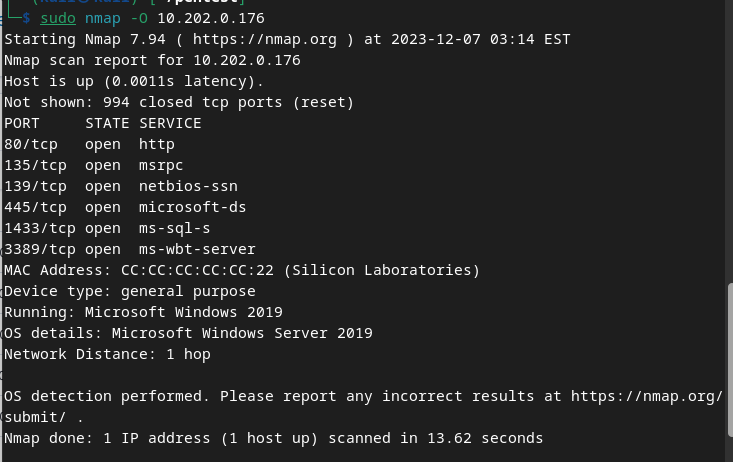 $ sudo nmap -O 10.202.0.176
Starting Nmap 7.94 ( https://nmap.org ) at 2023-12-07 03:14 EST
Nmap scan report for 10.202.0.176
Host is up (0.0011s latency).
Not shown: 994 closed tcp ports (reset)
PORT     STATE SERVICE
80/tcp   open  http
135/tcp  open  msrpc
139/tcp  open  netbios-ssn
445/tcp  open  microsoft-ds
1433/tcp open  ms-sql-s
3389/tcp open  ms-wbt-server
MAC Address: CC:CC:CC:CC:CC:22 (Silicon Laboratories)
Device type: general purpose
Running: Microsoft Windows 2019
OS details: Microsoft Windows Server 2019
Network Distance: 1 hop
OS detection performed. Please report any incorrect results at https://nmap.org/
submit/ .
Nmap done: 1 IP address (1 host up) scanned in 13.62 seconds